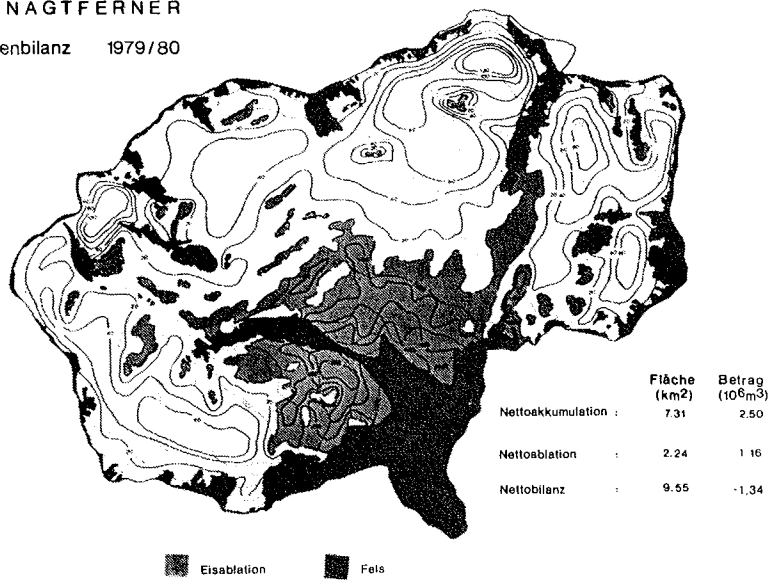 NAGTFERNER
enbilanz 1979/80
Fläche Betrag
(km2) (10⁶m³)
Nettoakkumulation : 7.31 2.50
Nettoablation : 2.24 1 16
Nettobilanz : 9.55 -1.34
Eisablation Fels